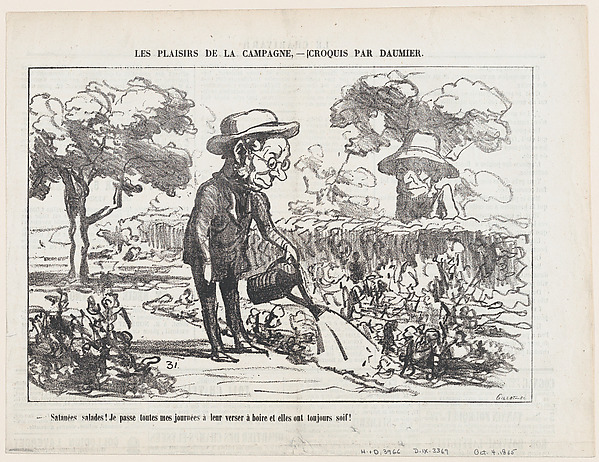 LES PLAISIRS DE LA CAMPAGNE, — CROQUIS PAR DAUMIER.
31.
— Satanées salades! Je passe toutes mes journées à leur verser à boire et elles ont toujours soif!
H.+D. 3966 D.IX.3369 Oct. 4. 1865